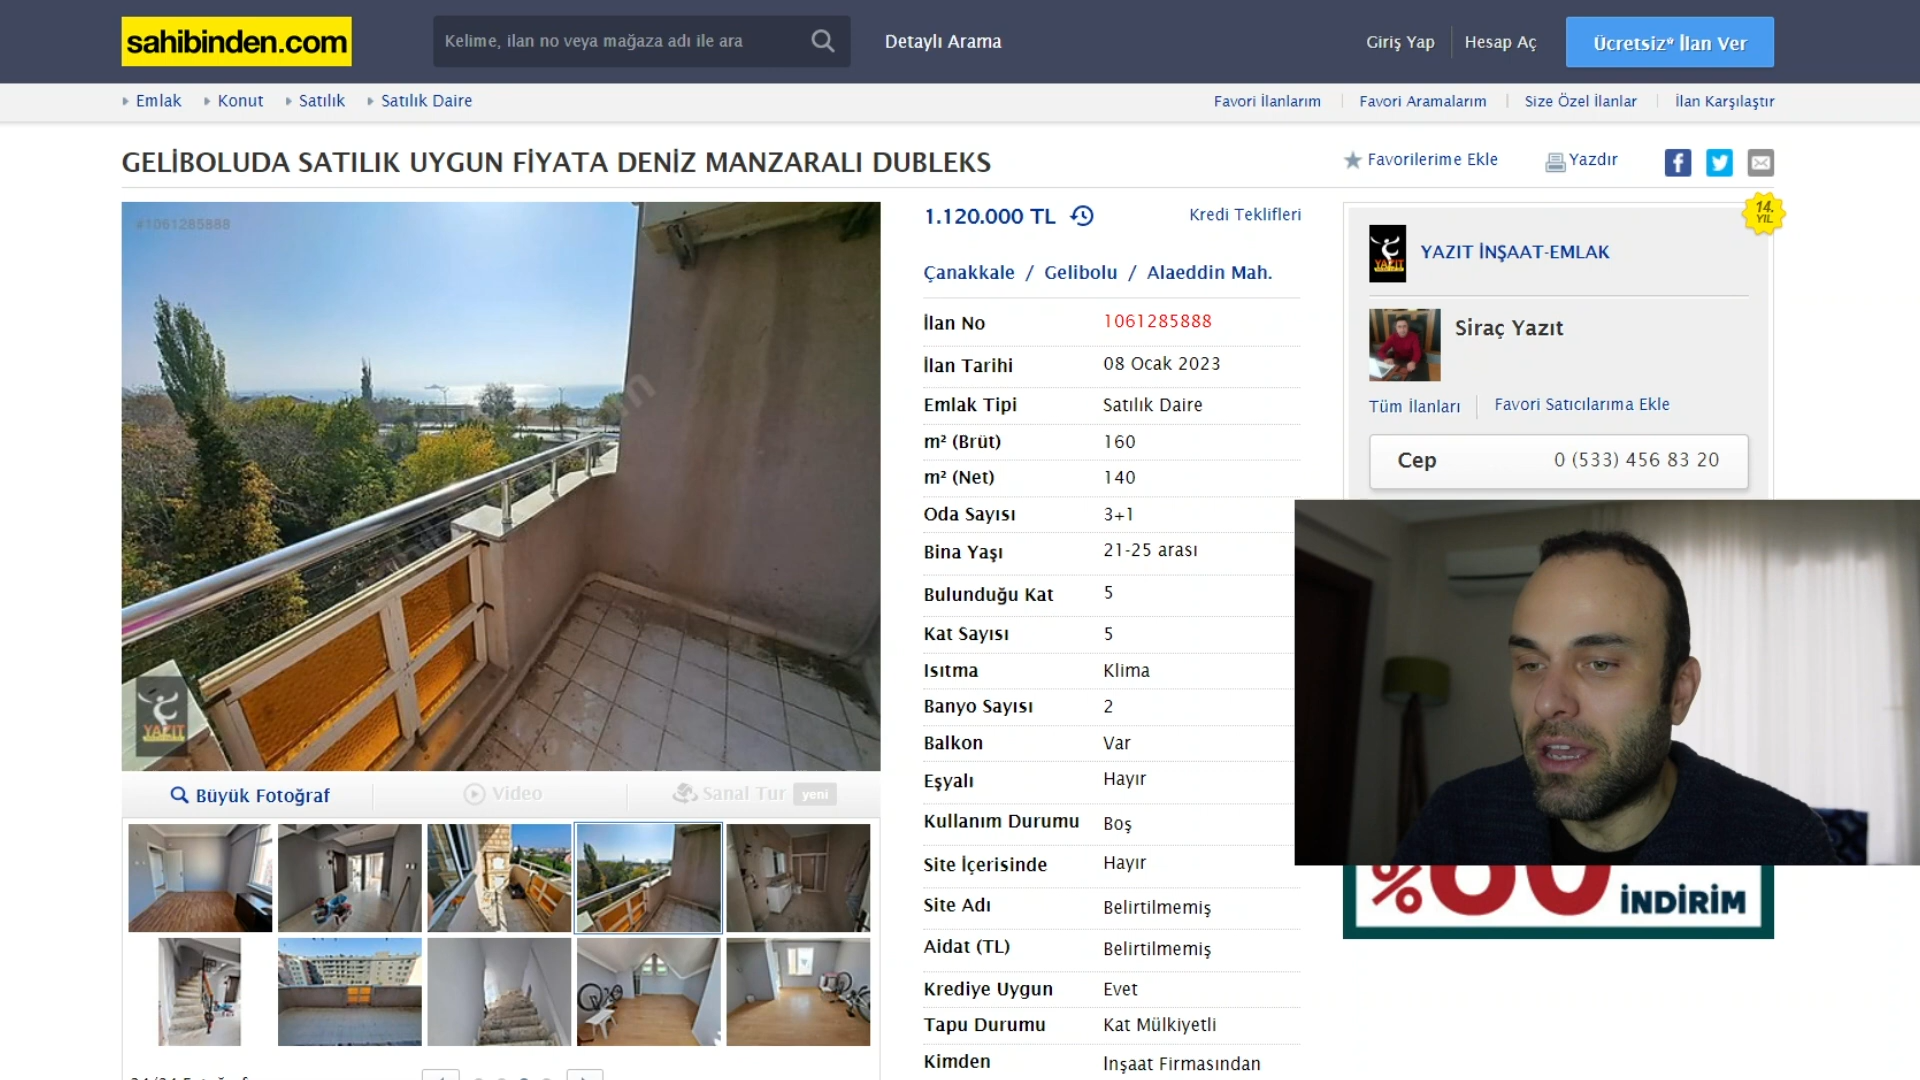 sahibinden.com
Kelime, ilan no veya mağaza adı ile ara
Detaylı Arama
Giriş Yap
Hesap Aç
Ücretsiz* İlan Ver
Emlak
Konut
Satılık
Satılık Daire
Favori İlanlarım
Favori Aramalarım
Size Özel İlanlar
İlan Karşılaştır
GELİBOLUDA SATILIK UYGUN FİYATA DENİZ MANZARALI DUBLEKS
Favorilerime Ekle
Yazdır
#1061285888
YAZIT
Büyük Fotoğraf
Video
Sanal Tur yeni
1.120.000 TL
Kredi Teklifleri
Çanakkale / Gelibolu / Alaeddin Mah.
İlan No 1061285888
İlan Tarihi 08 Ocak 2023
Emlak Tipi Satılık Daire
m² (Brüt) 160
m² (Net) 140
Oda Sayısı 3+1
Bina Yaşı 21-25 arası
Bulunduğu Kat 5
Kat Sayısı 5
Isıtma Klima
Banyo Sayısı 2
Balkon Var
Eşyalı Hayır
Kullanım Durumu Boş
Site İçerisinde Hayır
Site Adı Belirtilmemiş
Aidat (TL) Belirtilmemiş
Krediye Uygun Evet
Tapu Durumu Kat Mülkiyetli
Kimden İnşaat Firmasından
14.
YIL
YAZIT
YAZIT İNŞAAT-EMLAK
Siraç Yazıt
Tüm İlanları
Favori Satıcılarıma Ekle
Cep 0 (533) 456 83 20
İNDİRİM